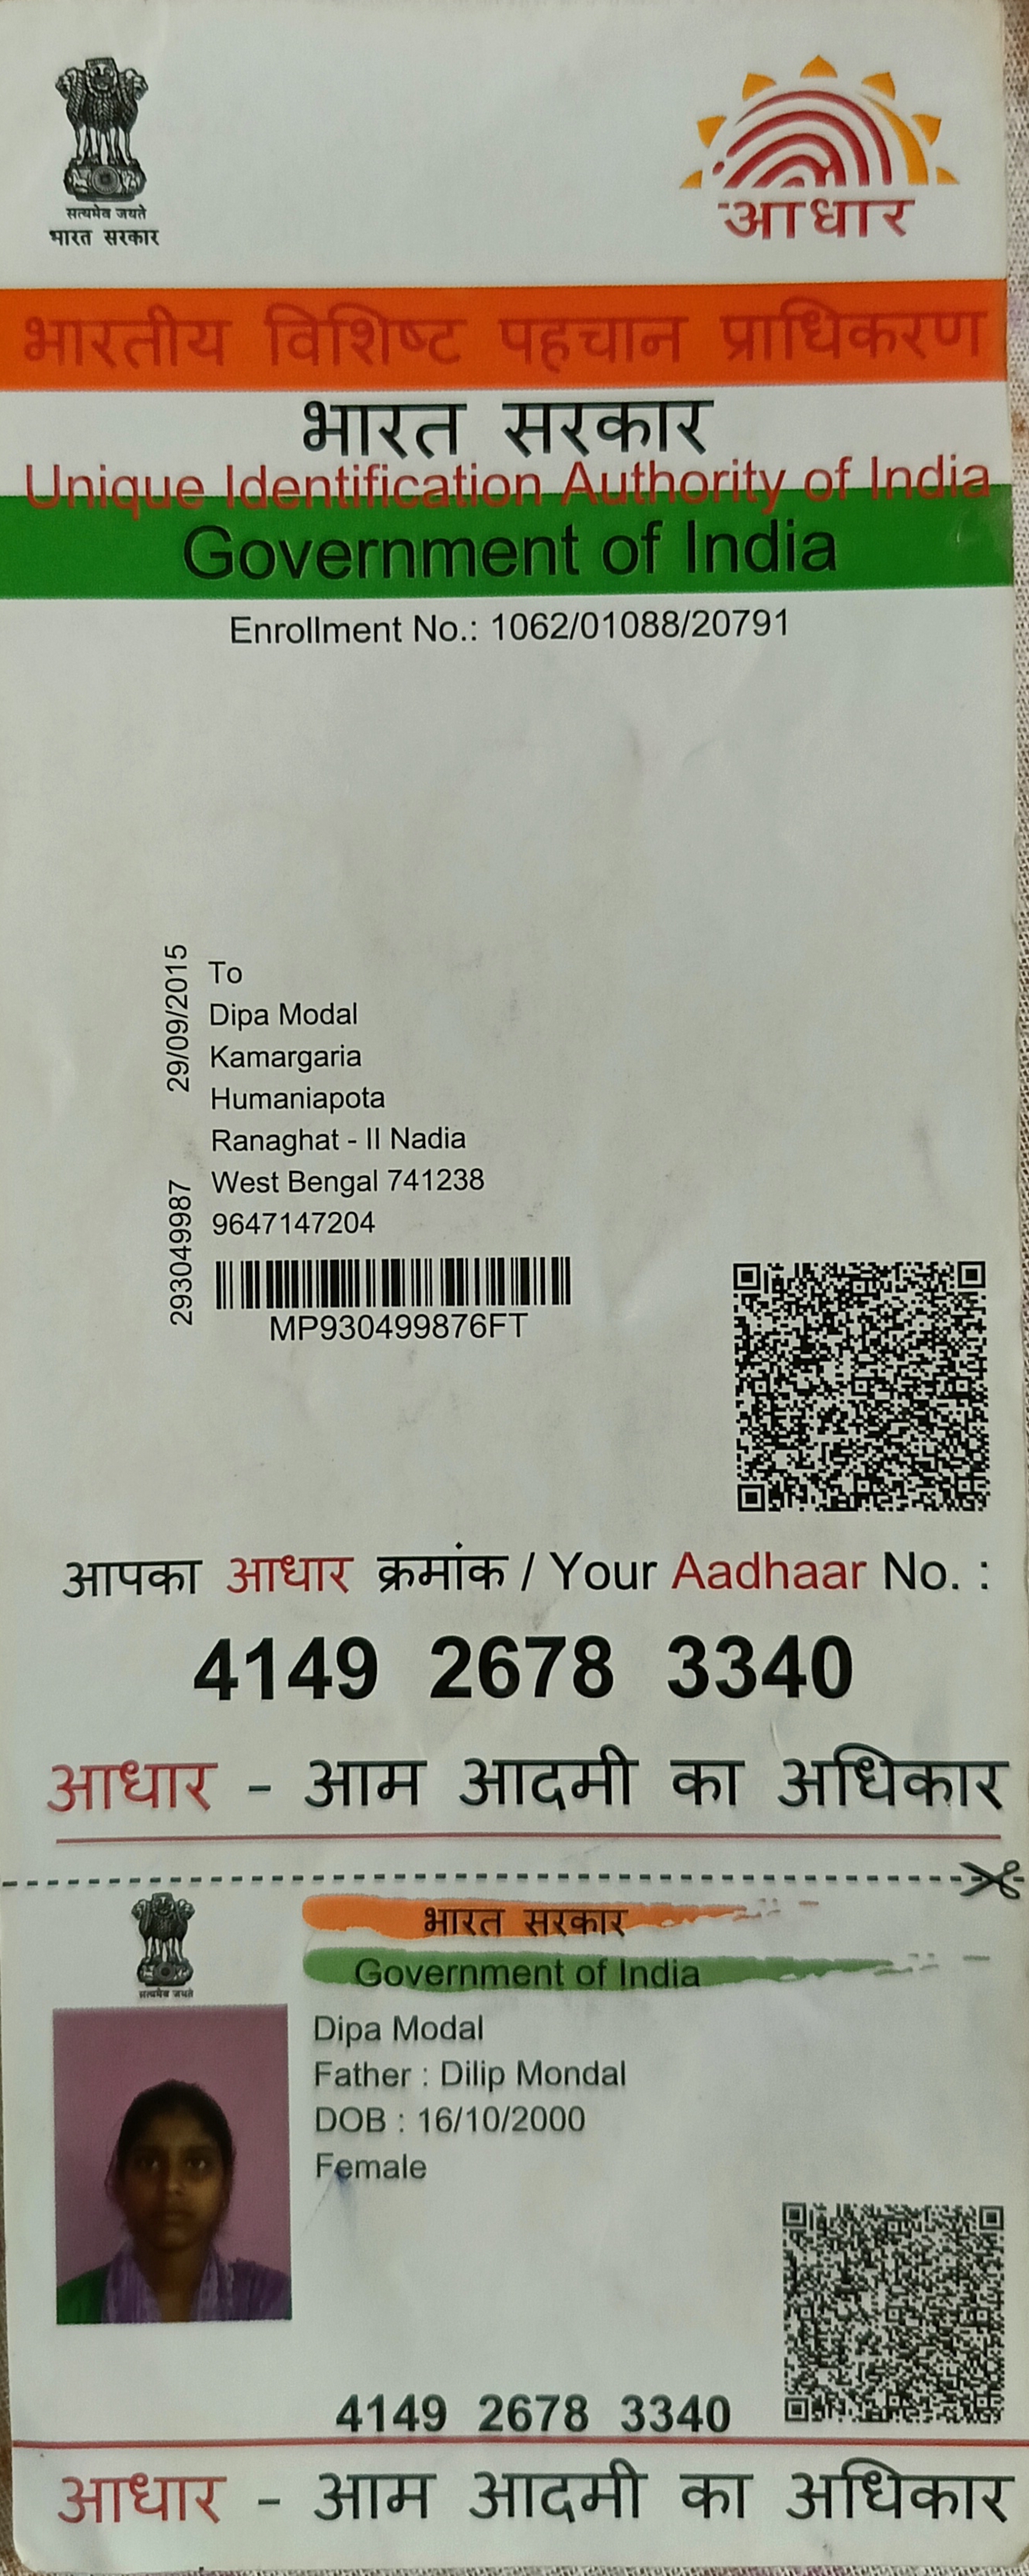 सत्यमेव जयते
भारत सरकार
आधार
भारतीय विशिष्ट पहचान प्राधिकरण
भारत सरकार
Unique Identification Authority of India
Government of India
Enrollment No.: 1062/01088/20791
29/09/2015
293049987
To
Dipa Modal
Kamargaria
Humaniapota
Ranaghat - II Nadia
West Bengal 741238
9647147204
MP930499876FT
आपका आधार क्रमांक / Your Aadhaar No. :
4149 2678 3340
आधार - आम आदमी का अधिकार
सत्यमेव जयते
भारत सरकार
Government of India
Dipa Modal
Father : Dilip Mondal
DOB : 16/10/2000
Female
4149 2678 3340
आधार - आम आदमी का अधिकार